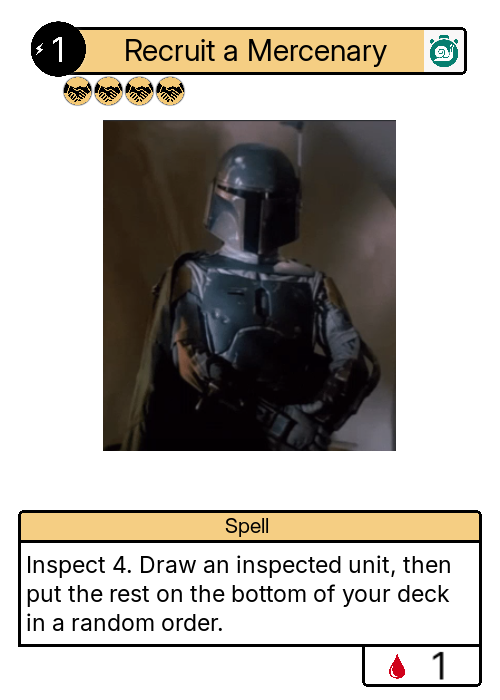 1
Recruit a Mercenary
Spell
Inspect 4. Draw an inspected unit, then
put the rest on the bottom of your deck
in a random order.
1